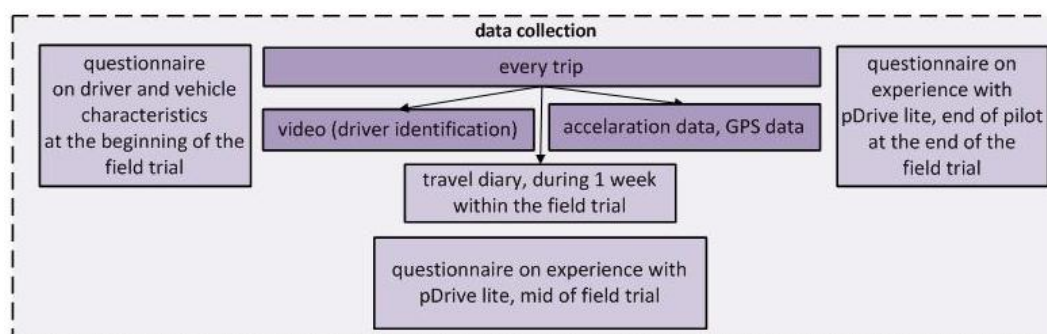 data collection
questionnaire
on driver and vehicle
characteristics
at the beginning of the
field trial
every trip
video (driver identification)
accelaration data, GPS data
travel diary, during 1 week
within the field trial
questionnaire on experience with
pDrive lite, mid of field trial
questionnaire on
experience with
pDrive lite, end of pilot
at the end of the
field trial